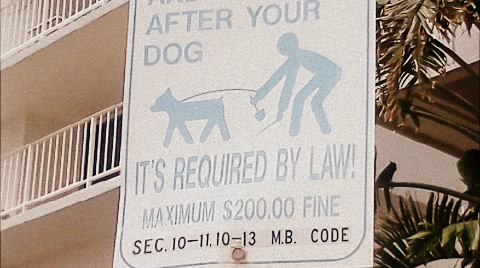 AFTER YOUR
DOG
IT'S REQUIRED BY LAW!
MAXIMUM $200.00 FINE
SEC. 10-11, 10-13 M.B. CODE